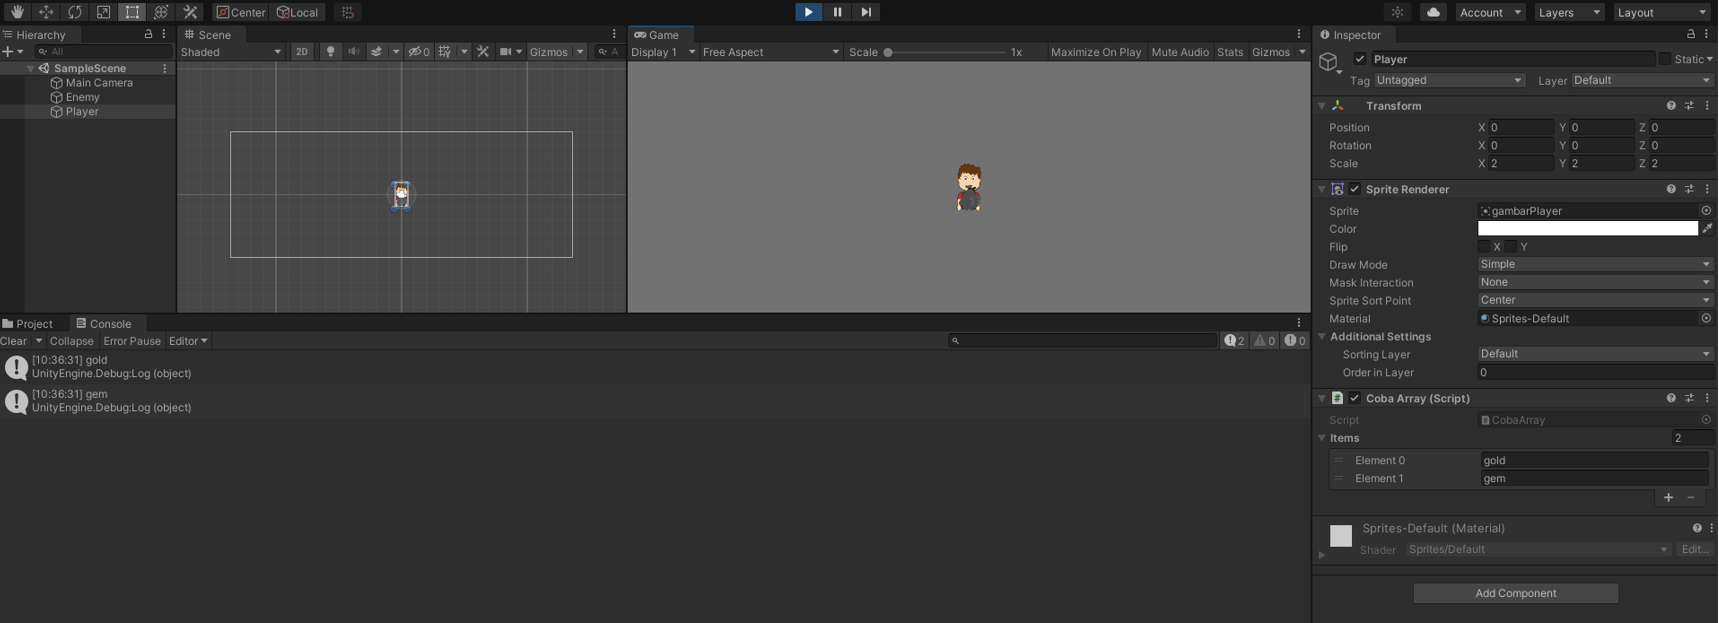 Center Local Account Layers Layout
Hierarchy
All
SampleScene
Main Camera
Enemy
Player
Scene
Shaded 2D 0 Gizmos A
Game
Display 1 Free Aspect Scale 1x Maximize On Play Mute Audio Stats Gizmos
Project Console
Clear Collapse Error Pause Editor 2 0 0
[10:36:31] gold
UnityEngine.Debug:Log (object)
[10:36:31] gem
UnityEngine.Debug:Log (object)
Inspector
Player Static
Tag Untagged Layer Default
Transform
Position X 0 Y 0 Z 0
Rotation X 0 Y 0 Z 0
Scale X 2 Y 2 Z 2
Sprite Renderer
Sprite gambarPlayer
Color
Flip X Y
Draw Mode Simple
Mask Interaction None
Sprite Sort Point Center
Material Sprites-Default
Additional Settings
Sorting Layer Default
Order in Layer 0
Coba Array (Script)
Script CobaArray
Items 2
Element 0 gold
Element 1 gem
Sprites-Default (Material)
Shader Sprites/Default Edit...
Add Component